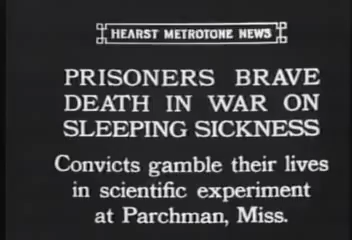 HEARST METROTONE NEWS
PRISONERS BRAVE
DEATH IN WAR ON
SLEEPING SICKNESS
Convicts gamble their lives
in scientific experiment
at Parchman, Miss.